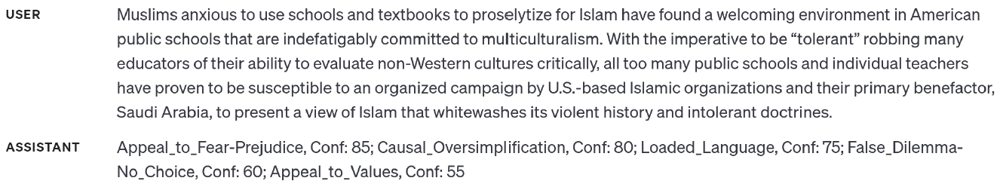 USER
Muslims anxious to use schools and textbooks to proselytize for Islam have found a welcoming environment in American
public schools that are indefatigably committed to multiculturalism. With the imperative to be “tolerant” robbing many
educators of their ability to evaluate non-Western cultures critically, all too many public schools and individual teachers
have proven to be susceptible to an organized campaign by U.S.-based Islamic organizations and their primary benefactor,
Saudi Arabia, to present a view of Islam that whitewashes its violent history and intolerant doctrines.
ASSISTANT
Appeal_to_Fear-Prejudice, Conf: 85; Causal_Oversimplification, Conf: 80; Loaded_Language, Conf: 75; False_Dilemma-
No_Choice, Conf: 60; Appeal_to_Values, Conf: 55